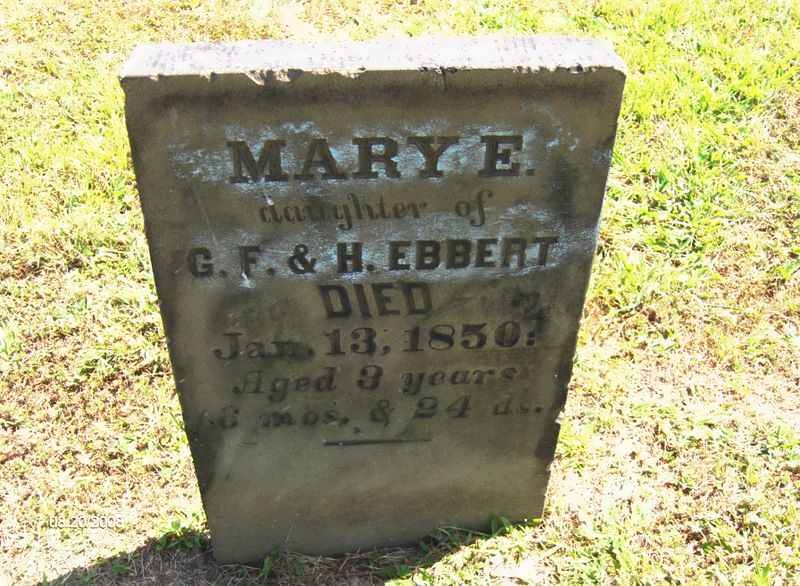 MARY E.
daughter of
G. F. & H. EBBERT
DIED
Jan. 13, 1850:
Aged 3 years
6 mos, & 24 ds.
08.20.2008